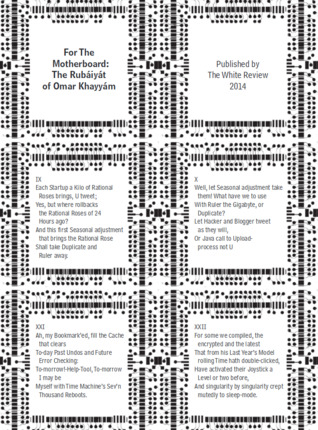 For The
Motherboard:
The Rubáiyát
of Omar Khayyám
Published by
The White Review
2014
IX
Each Startup a Kilo of Rational
Roses brings, U tweet;
Yes, but where rollbacks
the Rational Roses of 24
Hours ago?
And this first Seasonal adjustment
that brings the Rational Rose
Shall take Duplicate and
Ruler away.
X
Well, let Seasonal adjustment take
them! What have we to use
With Ruler the Gigabyte, or
Duplicate?
Let Hacker and Blogger tweet
as they will,
Or Java call to Upload-
process not U
XXI
Ah, my Bookmark'ed, fill the Cache
that clears
To-day Past Undos and Future
Error Checking:
To-morrow!-Help-Tool, To-morrow
I may be
Myself with Time Machine's Sev'n
Thousand Reboots.
XXII
For some we compiled, the
encrypted and the latest
That from his Last Year's Model
rolling Time hath double-clicked,
Have activated their Joystick a
Level or two before,
And singularity by singularity crept
mutedly to sleep-mode.